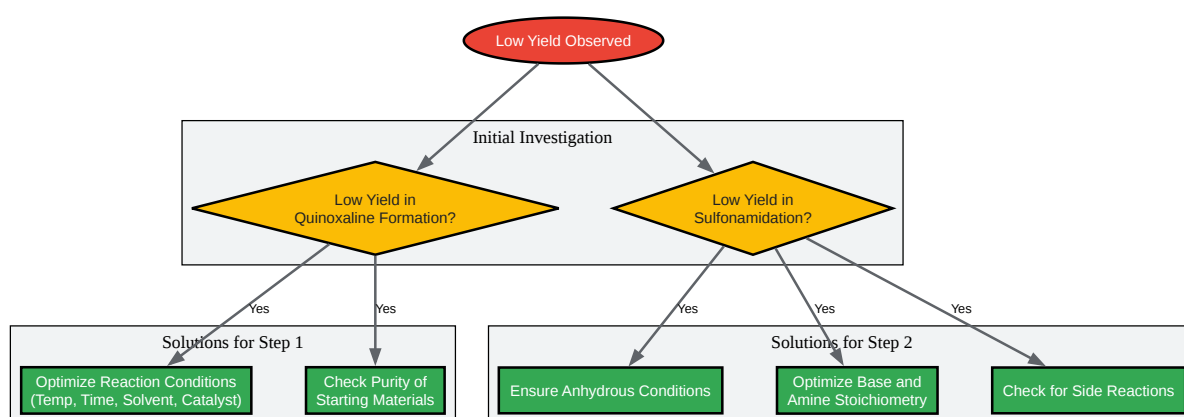 Low Yield Observed
Initial Investigation
Low Yield in
Quinoxaline Formation?
Low Yield in
Sulfonamidation?
Yes
Yes
Yes
Yes
Yes
Solutions for Step 1
Solutions for Step 2
Optimize Reaction Conditions
(Temp, Time, Solvent, Catalyst)
Check Purity of
Starting Materials
Ensure Anhydrous Conditions
Optimize Base and
Amine Stoichiometry
Check for Side Reactions